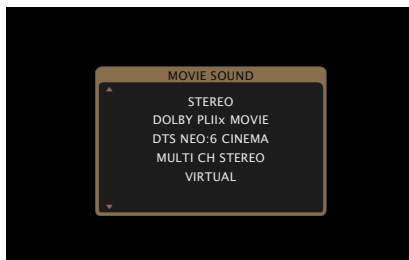 MOVIE SOUND
STEREO
DOLBY PLIIx MOVIE
DTS NEO:6 CINEMA
MULTI CH STEREO
VIRTUAL